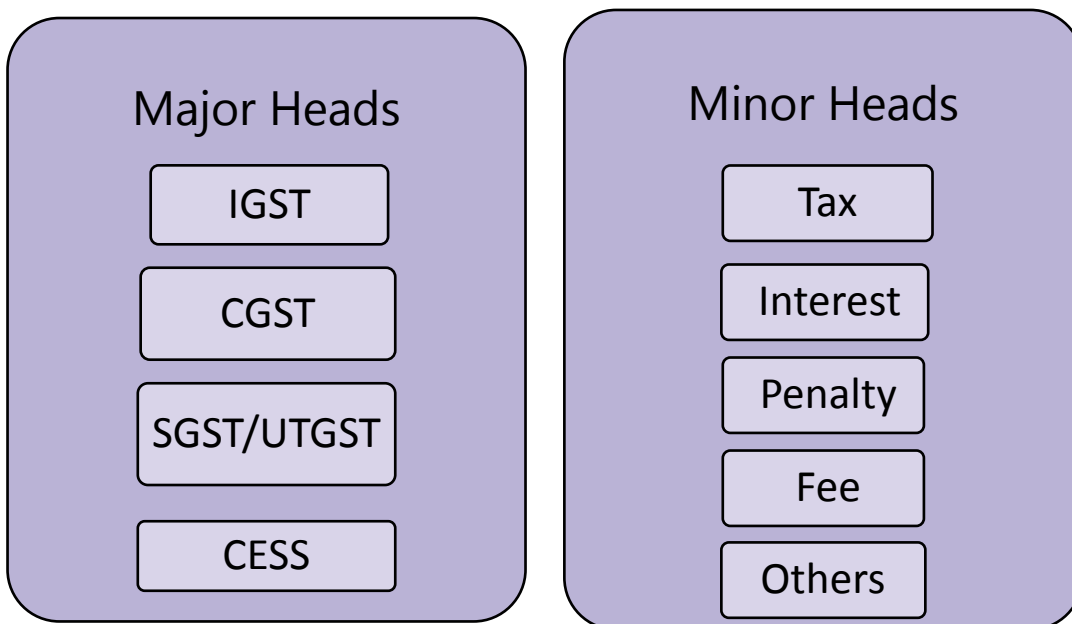 Major Heads
IGST
CGST
SGST/UTGST
CESS
Minor Heads
Tax
Interest
Penalty
Fee
Others